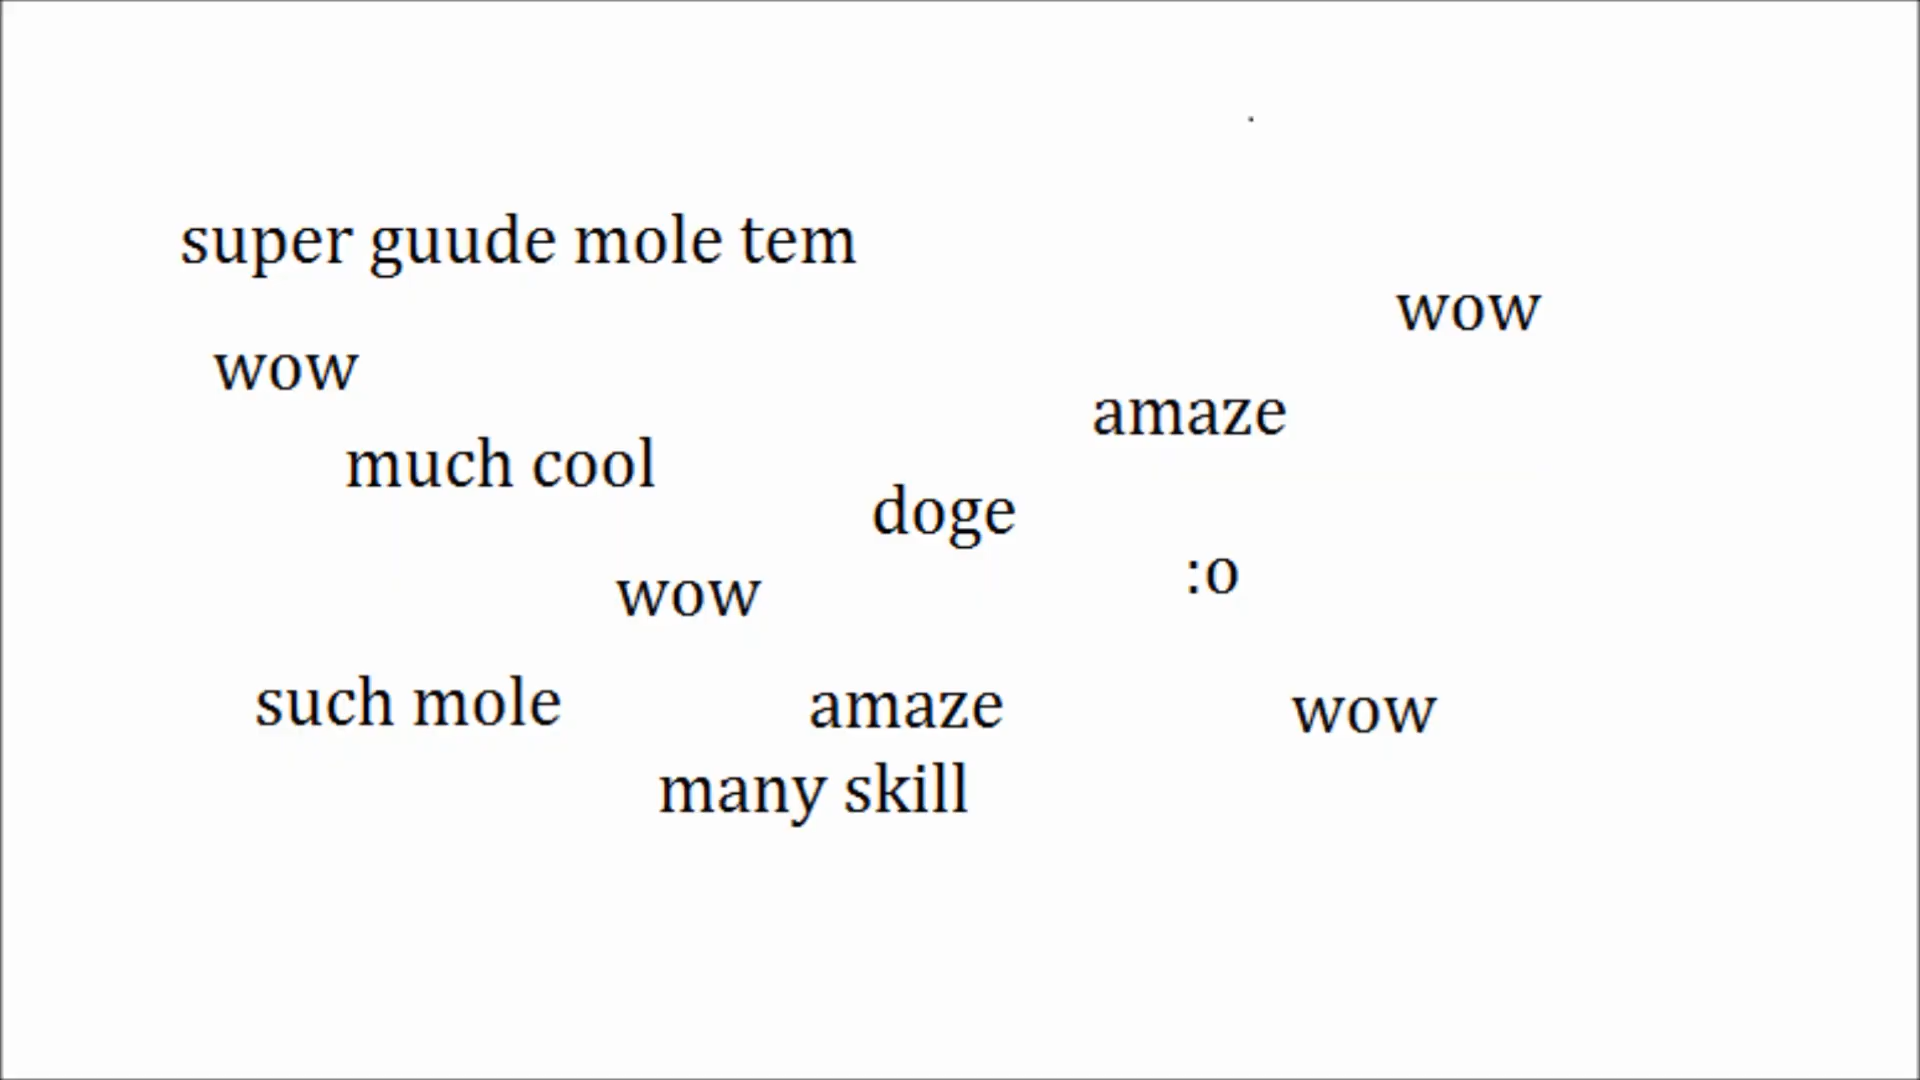 super guude mole tem
wow
wow
amaze
much cool
doge
:o
wow
such mole
amaze
wow
many skill